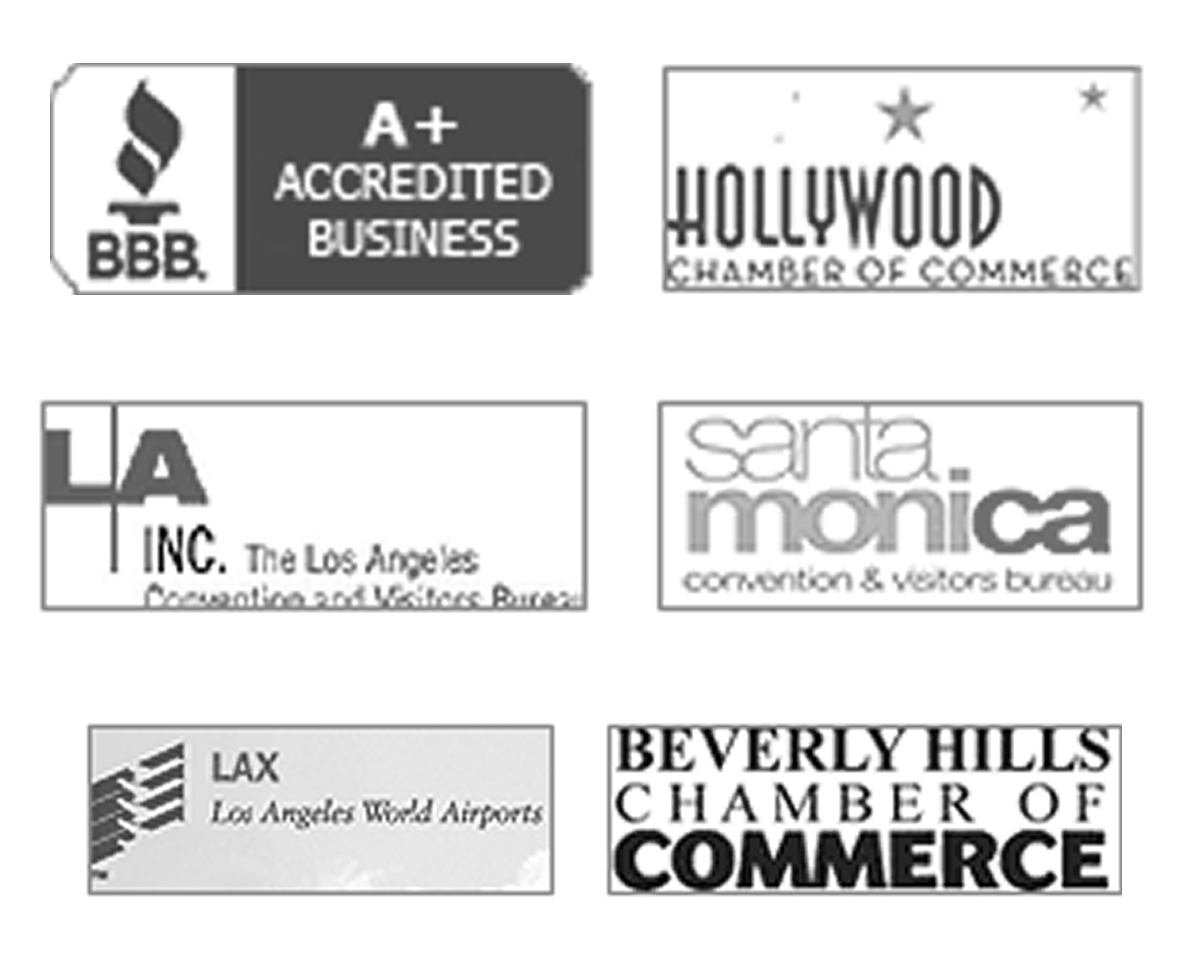 A+
ACCREDITED
BUSINESS
BBB.
HOLLYWOOD
CHAMBER OF COMMERCE
LA
INC. The Los Angeles
Convention and Visitors Bureau
santa
monica
convention & visitors bureau
LAX
Los Angeles World Airports
TM
BEVERLY HILLS
CHAMBER OF
COMMERCE